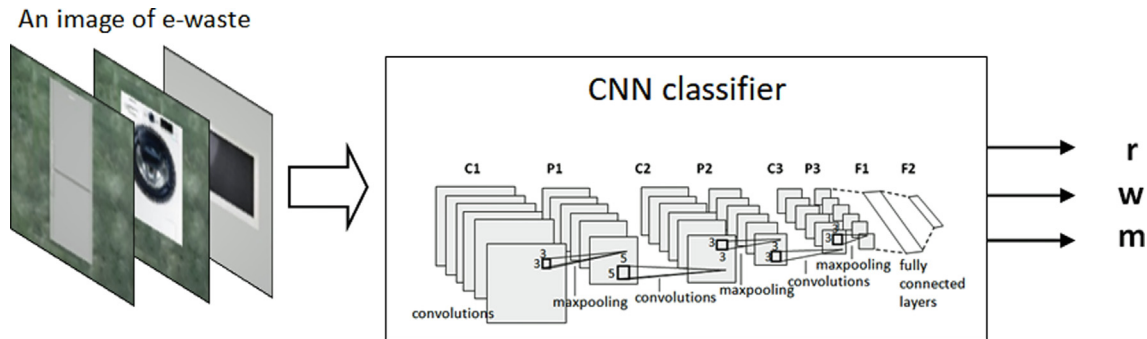 An image of e-waste
CNN classifier
C1 P1 C2 P2 C3 P3 F1 F2
3
3
5
5
3
3
3
3
3
3
convolutions
maxpooling
convolutions
maxpooling
convolutions
maxpooling
fully
connected
layers
r
w
m